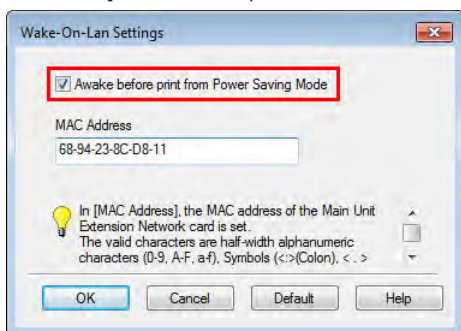 Wake-On-Lan Settings
Awake before print from Power Saving Mode
MAC Address
68-94-23-8C-D8-11
In [MAC Address], the MAC address of the Main Unit
Extension Network card is set.
The valid characters are half-width alphanumeric
characters (0-9, A-F, a-f), Symbols (<:>(Colon), < . >
OK Cancel Default Help